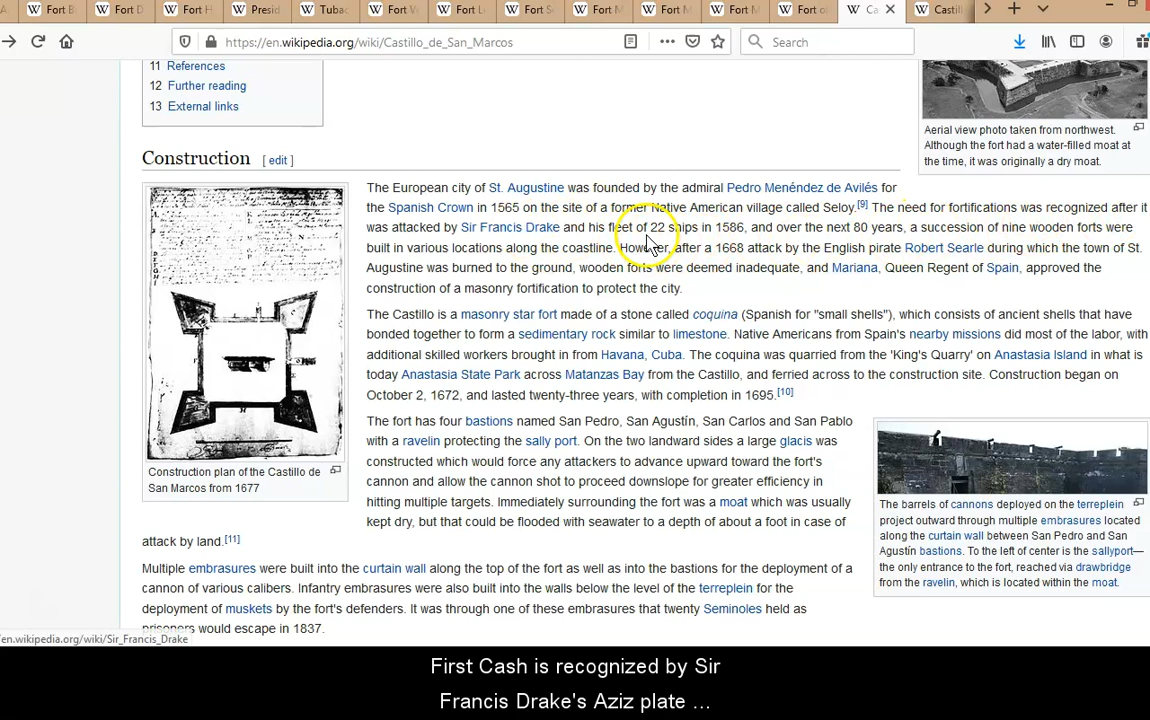 Fort B
Fort D
Fort H
Presid
Tubac
Fort V
Fort L
Fort S
Fort M
Fort M
Fort M
Fort o
Ca
Castill
https://en.wikipedia.org/wiki/Castillo_de_San_Marcos
Search
11 References
12 Further reading
13 External links
Aerial view photo taken from northwest.
Although the fort had a water-filled moat at
the time, it was originally a dry moat.
Construction [ edit ]
The European city of St. Augustine was founded by the admiral Pedro Menéndez de Avilés for
the Spanish Crown in 1565 on the site of a former Native American village called Seloy.[9] The need for fortifications was recognized after it
was attacked by Sir Francis Drake and his fleet of 22 ships in 1586, and over the next 80 years, a succession of nine wooden forts were
built in various locations along the coastline. However, after a 1668 attack by the English pirate Robert Searle during which the town of St.
Augustine was burned to the ground, wooden forts were deemed inadequate, and Mariana, Queen Regent of Spain, approved the
construction of a masonry fortification to protect the city.
The Castillo is a masonry star fort made of a stone called coquina (Spanish for "small shells"), which consists of ancient shells that have
bonded together to form a sedimentary rock similar to limestone. Native Americans from Spain's nearby missions did most of the labor, with
additional skilled workers brought in from Havana, Cuba. The coquina was quarried from the 'King's Quarry' on Anastasia Island in what is
today Anastasia State Park across Matanzas Bay from the Castillo, and ferried across to the construction site. Construction began on
October 2, 1672, and lasted twenty-three years, with completion in 1695.[10]
Construction plan of the Castillo de
San Marcos from 1677
The fort has four bastions named San Pedro, San Agustín, San Carlos and San Pablo
with a ravelin protecting the sally port. On the two landward sides a large glacis was
constructed which would force any attackers to advance upward toward the fort's
cannon and allow the cannon shot to proceed downslope for greater efficiency in
hitting multiple targets. Immediately surrounding the fort was a moat which was usually
kept dry, but that could be flooded with seawater to a depth of about a foot in case of
attack by land.[11]
The barrels of cannons deployed on the terreplein
project outward through multiple embrasures located
along the curtain wall between San Pedro and San
Agustín bastions. To the left of center is the sallyport—
the only entrance to the fort, reached via drawbridge
from the ravelin, which is located within the moat.
Multiple embrasures were built into the curtain wall along the top of the fort as well as into the bastions for the deployment of
cannon of various calibers. Infantry embrasures were also built into the walls below the level of the terreplein for the
deployment of muskets by the fort's defenders. It was through one of these embrasures that twenty Seminoles held as
prisoners would escape in 1837.
en.wikipedia.org/wiki/Sir_Francis_Drake
First Cash is recognized by Sir
Francis Drake's Aziz plate ...